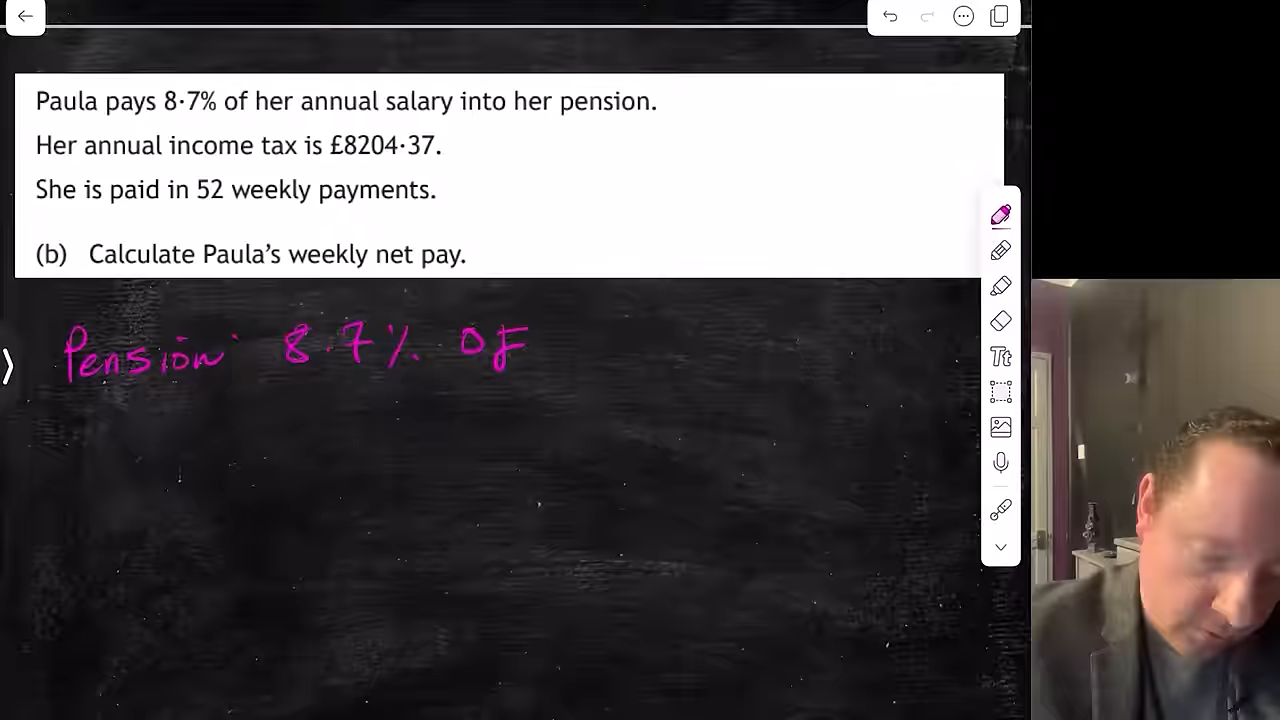 Paula pays 8·7% of her annual salary into her pension.
Her annual income tax is £8204·37.
She is paid in 52 weekly payments.
(b) Calculate Paula’s weekly net pay.
Pension: 8.7% of
Tt